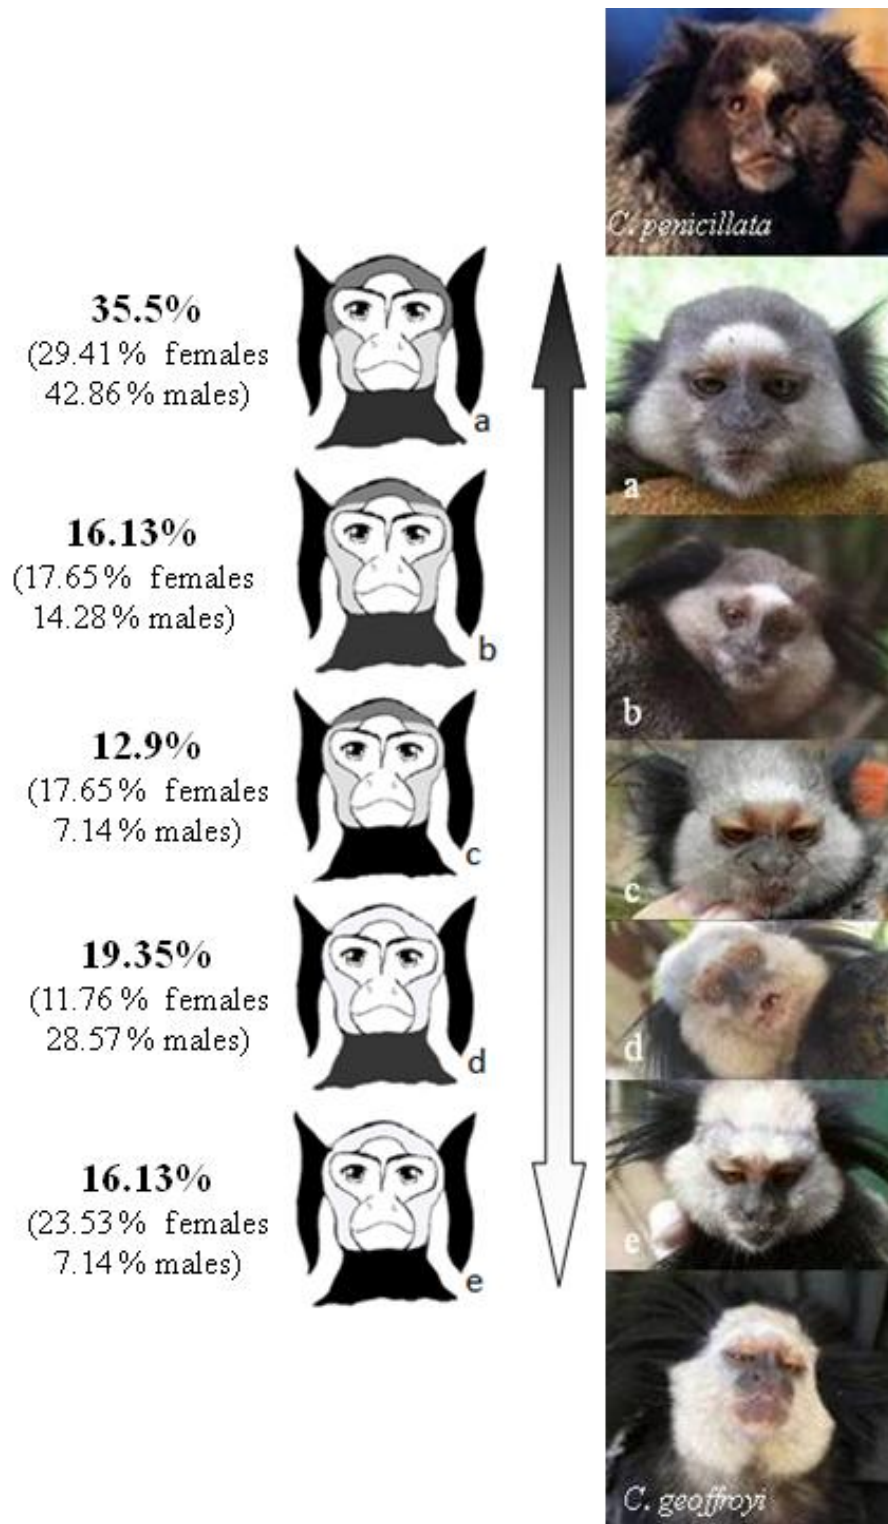 C. penicillata
35.5%
(29.41% females
42.86% males)
a
a
16.13%
(17.65% females
14.28% males)
b
b
12.9%
(17.65% females
7.14% males)
c
c
19.35%
(11.76% females
28.57% males)
d
d
16.13%
(23.53% females
7.14% males)
e
e
C. geoffroyi